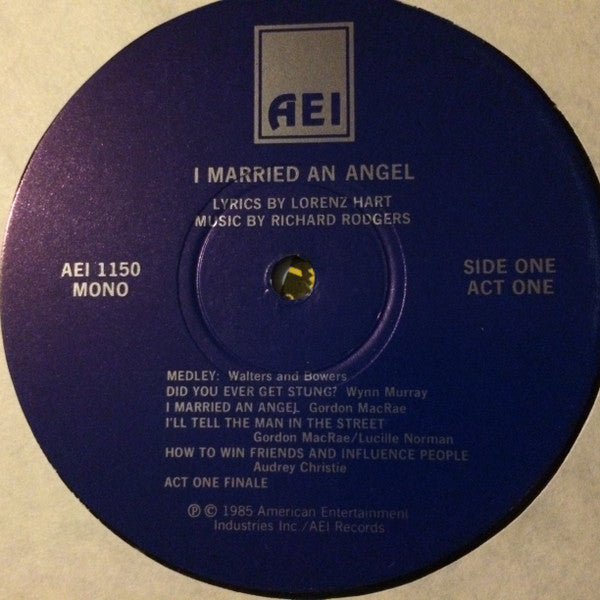 AEI
I MARRIED AN ANGEL
LYRICS BY LORENZ HART
MUSIC BY RICHARD RODGERS
AEI 1150
MONO
SIDE ONE
ACT ONE
MEDLEY: Walters and Bowers
DID YOU EVER GET STUNG? Wynn Murray
I MARRIED AN ANGEL Gordon MacRae
I'LL TELL THE MAN IN THE STREET
Gordon MacRae/Lucille Norman
HOW TO WIN FRIENDS AND INFLUENCE PEOPLE
Audrey Christie
ACT ONE FINALE
℗ © 1985 American Entertainment
Industries Inc./AEI Records